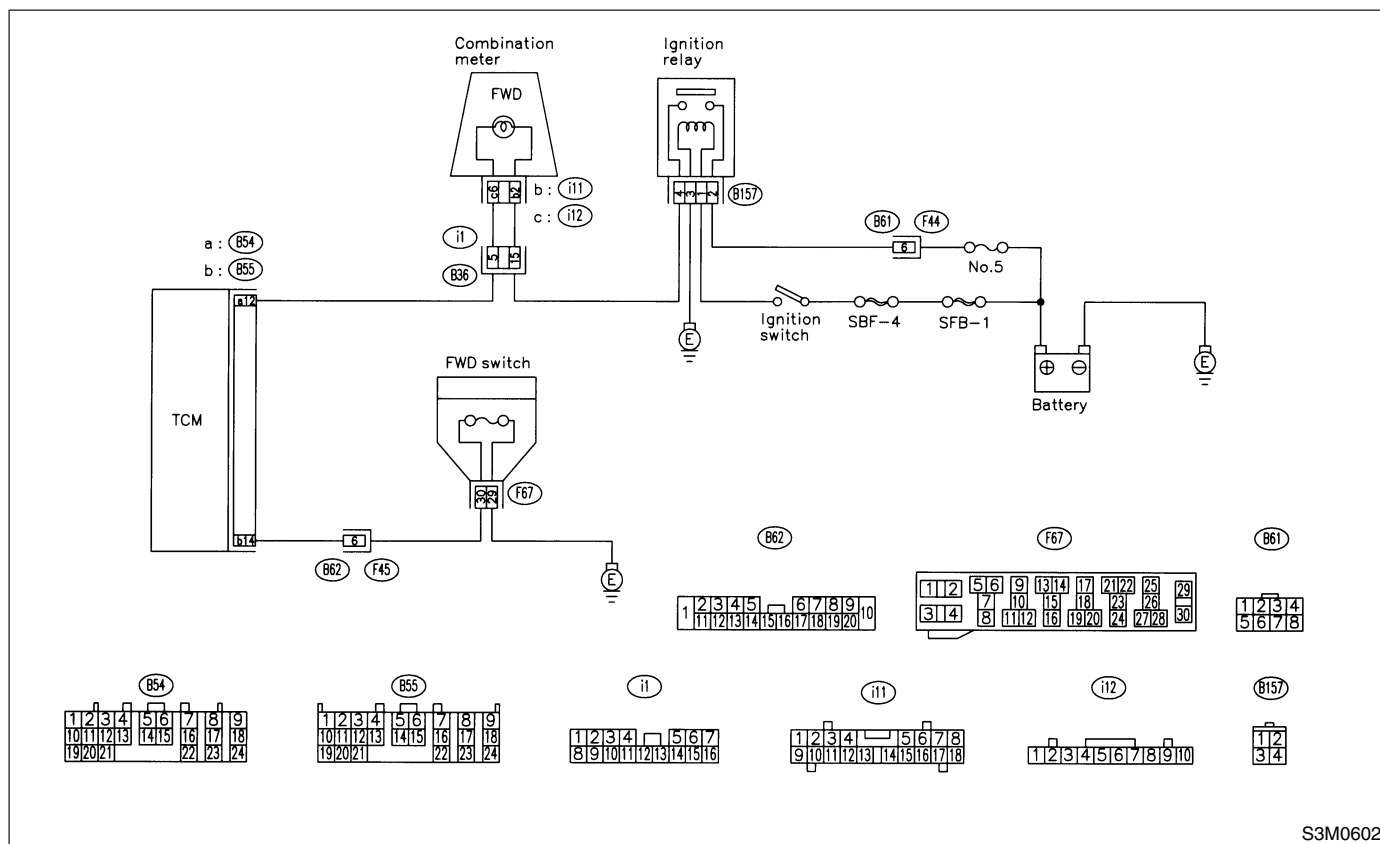 Combination
meter
FWD
Ignition
relay
c6 b2
b : i11
c : i12
4 3 1 2
B157
i1
5 15
B36
B61 F44
6
No.5
a : B54
b : B55
a12
Ignition
switch
SBF-4
SFB-1
E
E
Battery
FWD switch
TCM
30 29
F67
b14
6
B62 F45
E
B62
1 2 3 4 5 6 7 8 9 10
11 12 13 14 15 16 17 18 19 20
F67
1 2 5 6 9 13 14 17 21 22 25 29
7 10 15 18 23 26
3 4 8 11 12 16 19 20 24 27 28 30
B61
1 2 3 4
5 6 7 8
B54
1 2 3 4 5 6 7 8 9
10 11 12 13 14 15 16 17 18
19 20 21 22 23 24
B55
1 2 3 4 5 6 7 8 9
10 11 12 13 14 15 16 17 18
19 20 21 22 23 24
i1
1 2 3 4 5 6 7
8 9 10 11 12 13 14 15 16
i11
1 2 3 4 5 6 7 8
9 10 11 12 13 14 15 16 17 18
i12
1 2 3 4 5 6 7 8 9 10
B157
1 2
3 4
S3M0602